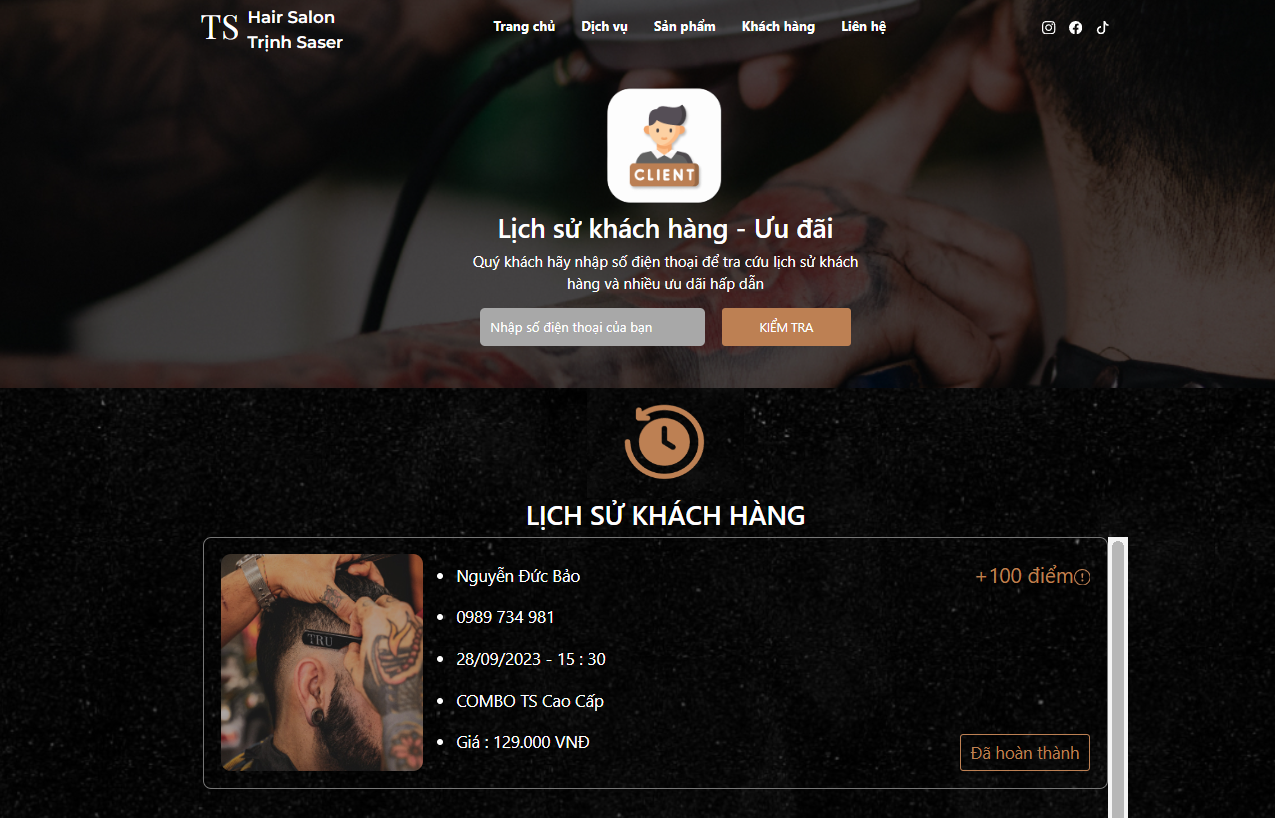 TS
Hair Salon
Trịnh Saser
Trang chủ
Dịch vụ
Sản phẩm
Khách hàng
Liên hệ
CLIENT
Lịch sử khách hàng - Ưu đãi
Quý khách hãy nhập số điện thoại để tra cứu lịch sử khách
hàng và nhiều ưu dãi hấp dẫn
Nhập số điện thoại của bạn
KIỂM TRA
LỊCH SỬ KHÁCH HÀNG
TRU
Nguyễn Đức Bảo
+100 điểm
0989 734 981
28/09/2023 - 15 : 30
COMBO TS Cao Cấp
Giá : 129.000 VNĐ
Đã hoàn thành